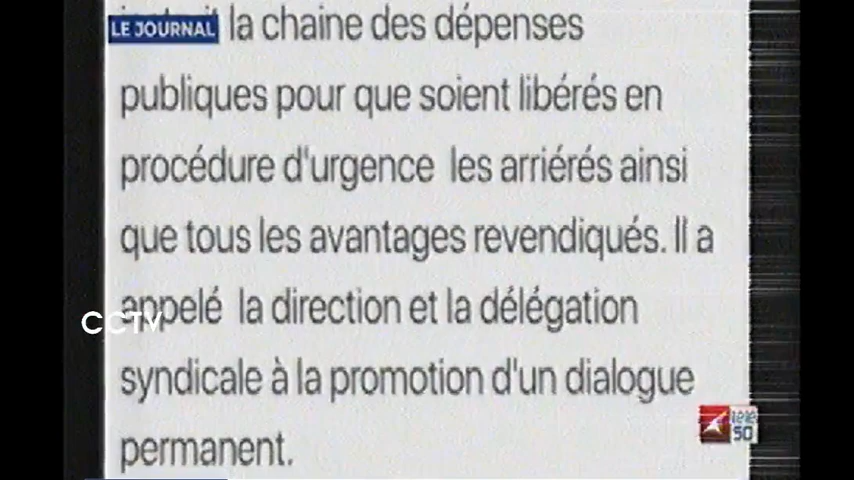 LE JOURNAL
la chaine des dépenses
publiques pour que soient libérés en
procédure d'urgence les arriérés ainsi
que tous les avantages revendiqués. Il a
appelé la direction et la délégation
syndicale à la promotion d'un dialogue
permanent.
CCTV
télé
50